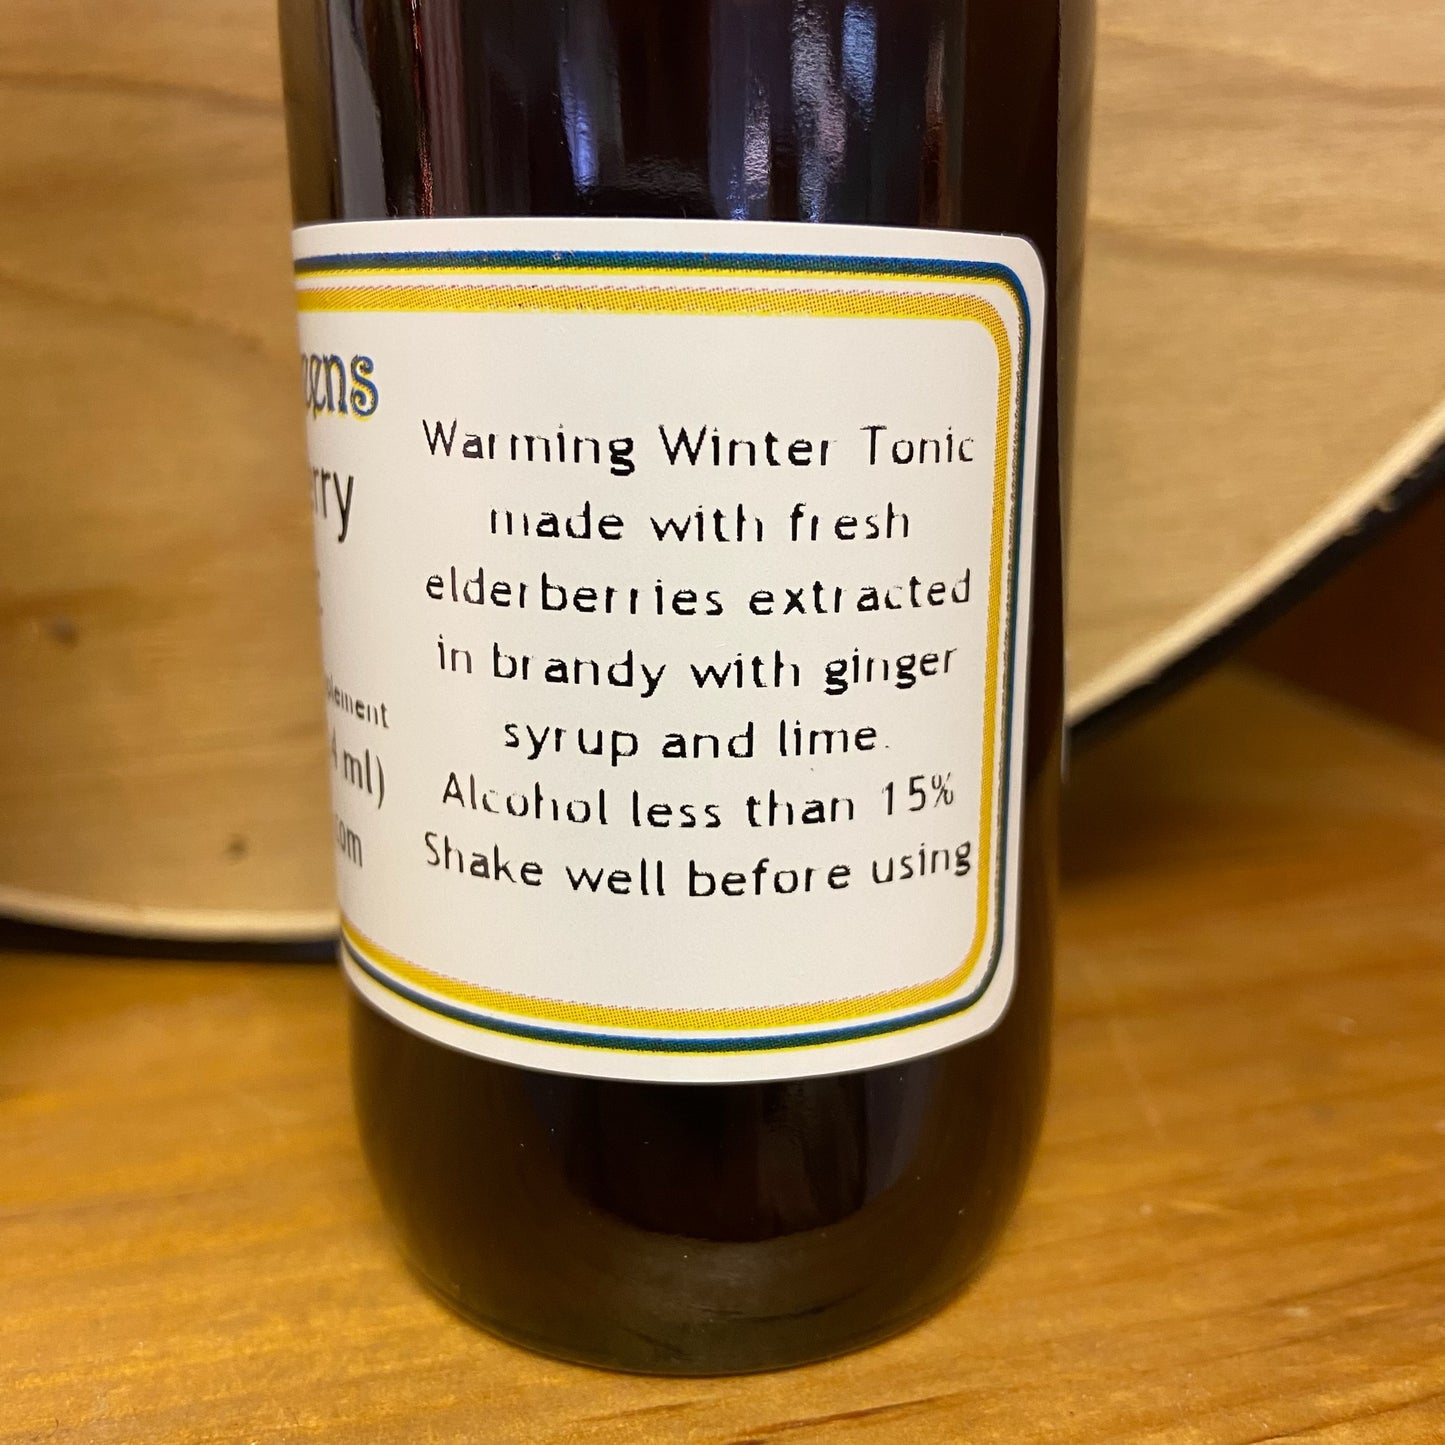 Warming Winter Tonic
made with fresh
elderberries extracted
in brandy with ginger
syrup and lime.
Alcohol less than 15%
Shake well before using
ml)